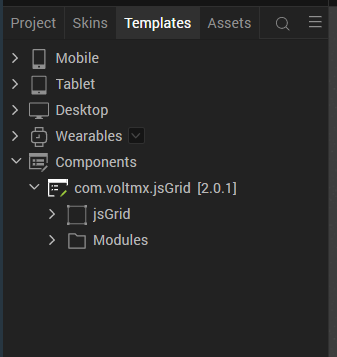 Project Skins Templates Assets
Mobile
Tablet
Desktop
Wearables
Components
com.voltmx.jsGrid [2.0.1]
jsGrid
Modules